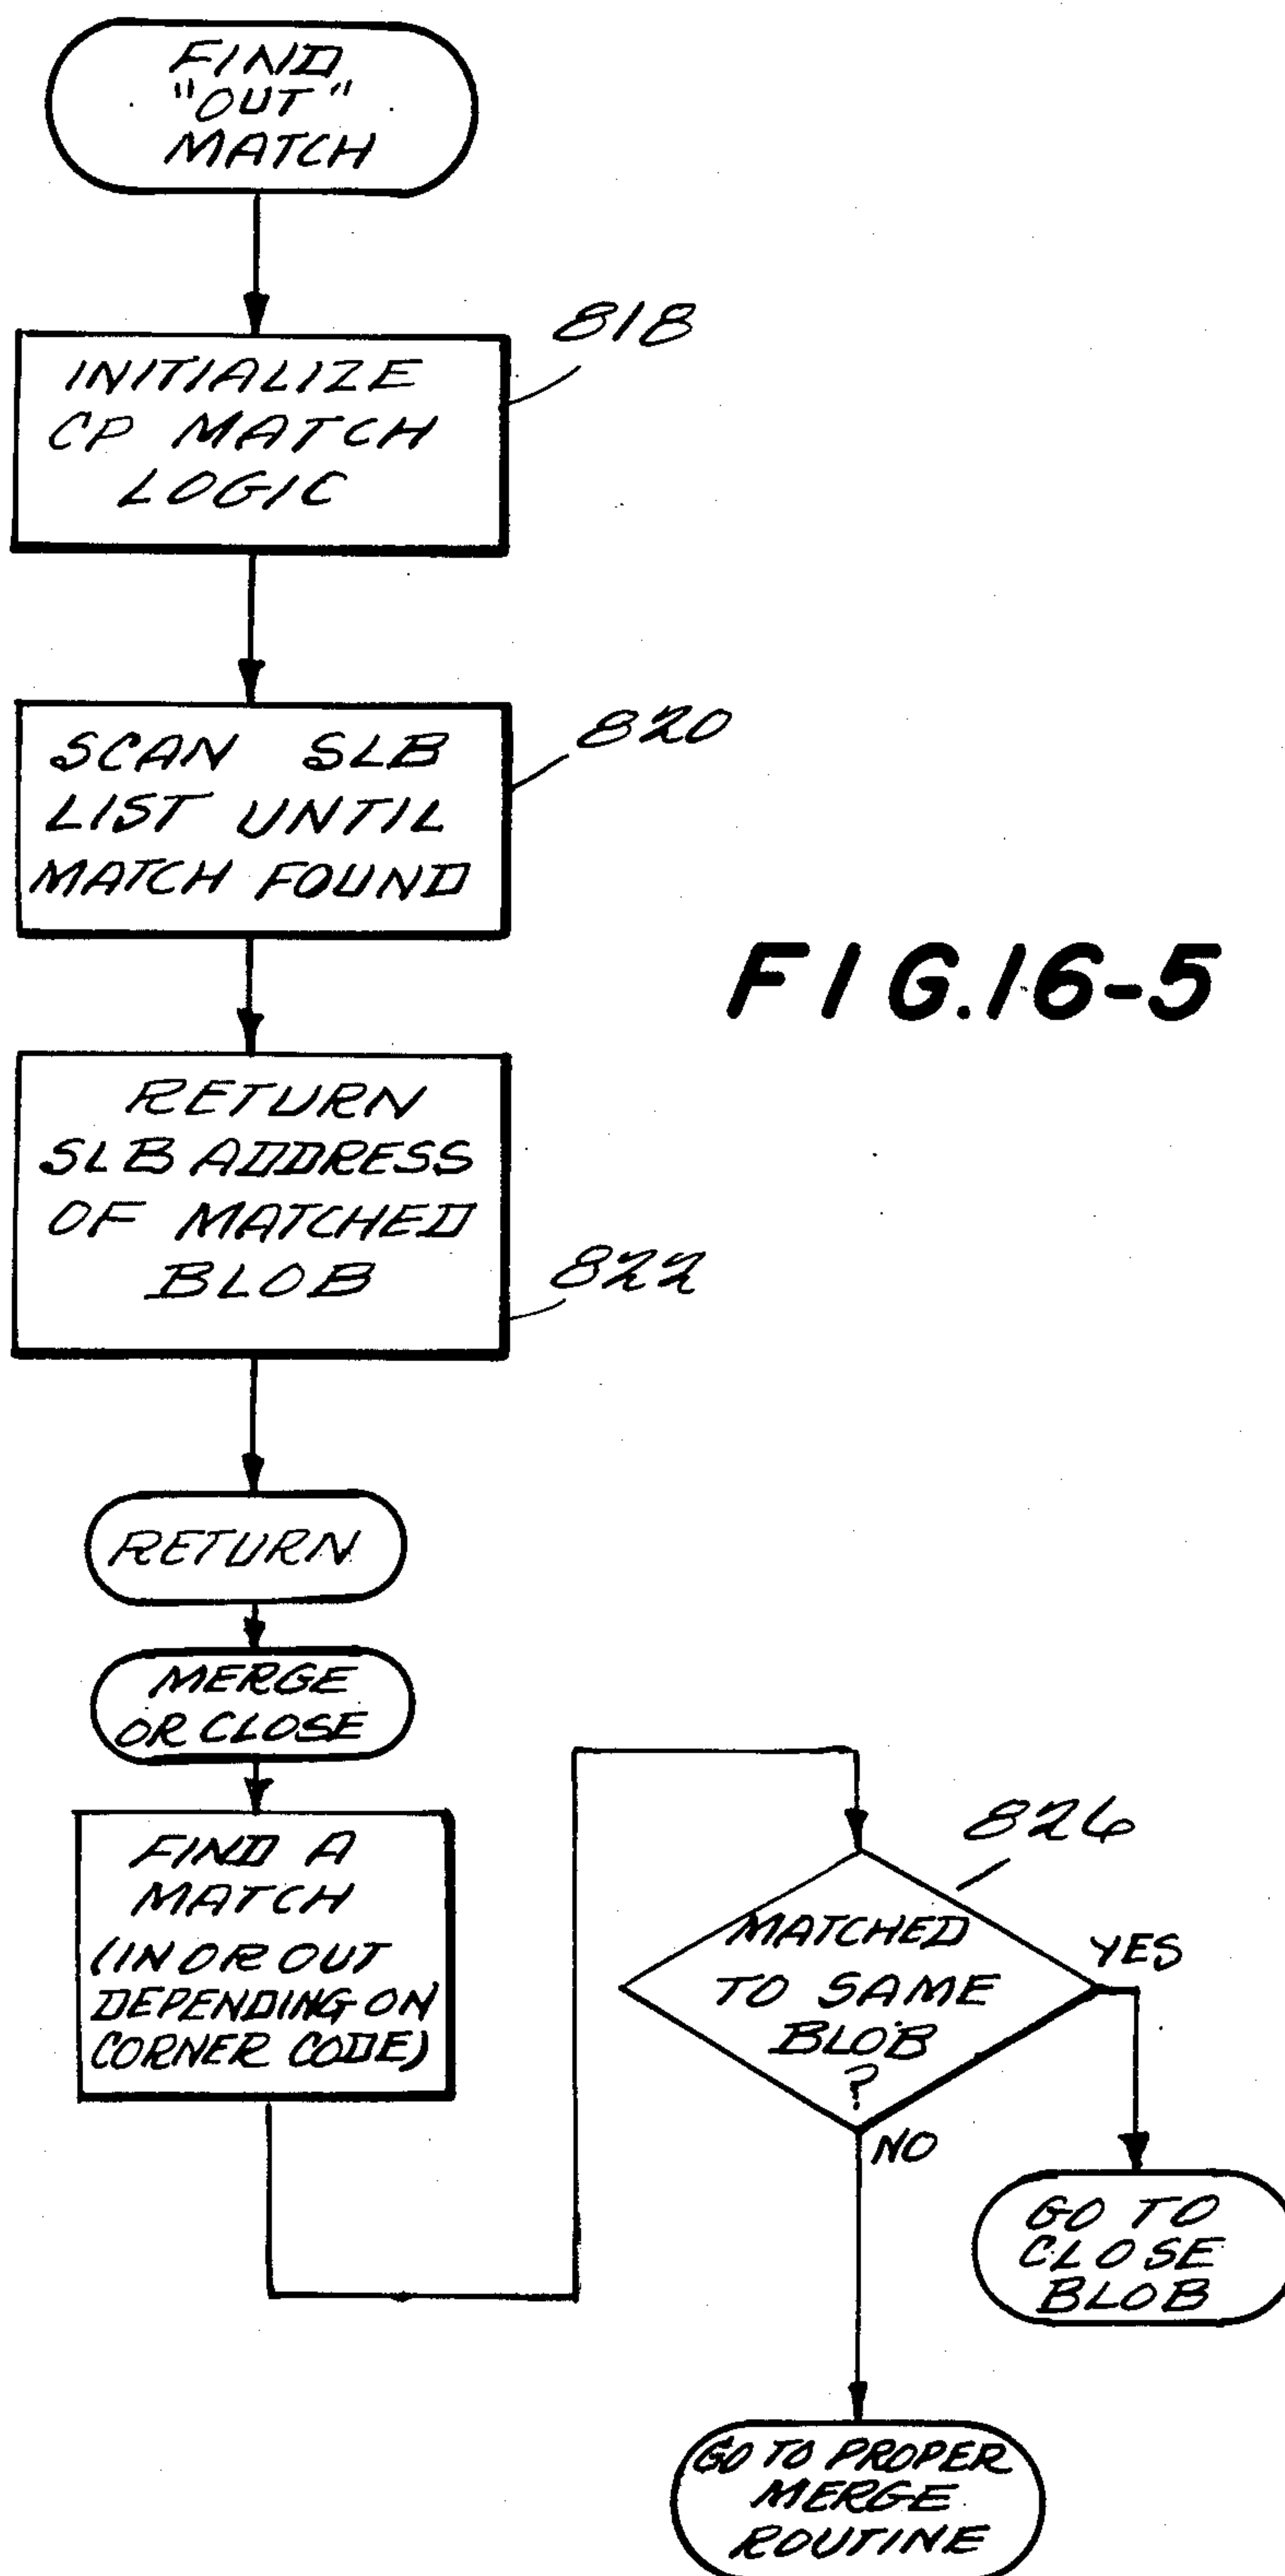 FIND
"OUT"
MATCH
818
INITIALIZE
CP MATCH
LOGIC
820
SCAN SLB
LIST UNTIL
MATCH FOUND
FIG.16-5
RETURN
SLB ADDRESS
OF MATCHED
BLOB
822
RETURN
MERGE
OR CLOSE
FIND A
MATCH
(IN OR OUT
DEPENDING ON
CORNER CODE)
826
MATCHED
TO SAME
BLOB
?
YES
NO
GO TO
CLOSE
BLOB
GO TO PROPER
MERGE
ROUTINE